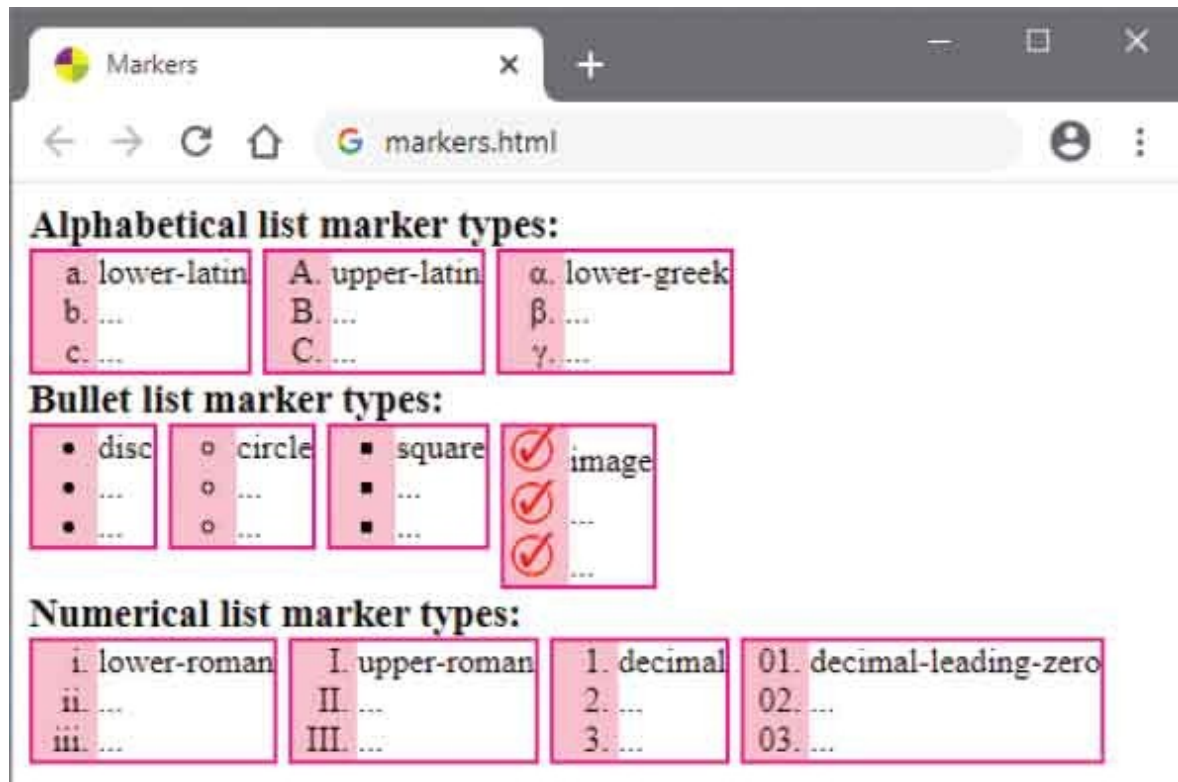 Markers
markers.html
Alphabetical list marker types:
a. lower-latin A. upper-latin α. lower-greek
b. ... B. ... β. ...
c. ... C. ... γ. ...
Bullet list marker types:
• disc ◦ circle ▪ square image
• ... ◦ ... ▪ ... ...
• ... ◦ ... ▪ ... ...
Numerical list marker types:
i. lower-roman I. upper-roman 1. decimal 01. decimal-leading-zero
ii. ... II. ... 2. ... 02. ...
iii. ... III. ... 3. ... 03. ...